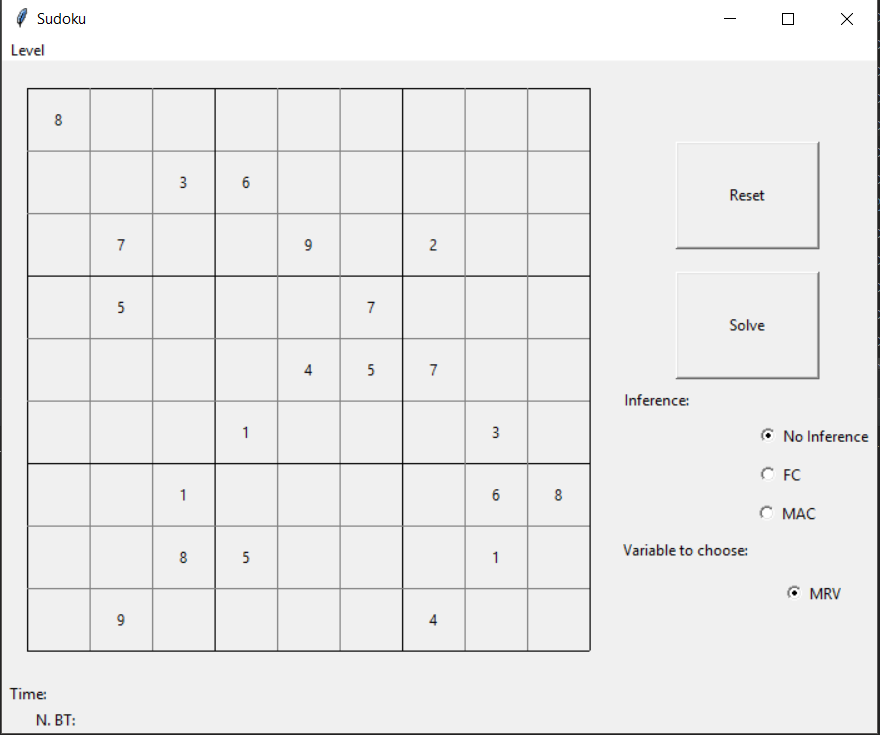 Sudoku
Level
8
3 6
7 9 2
5 7
4 5 7
1 3
1 6 8
8 5 1
9 4
Reset
Solve
Inference:
No Inference
FC
MAC
Variable to choose:
MRV
Time:
N. BT: